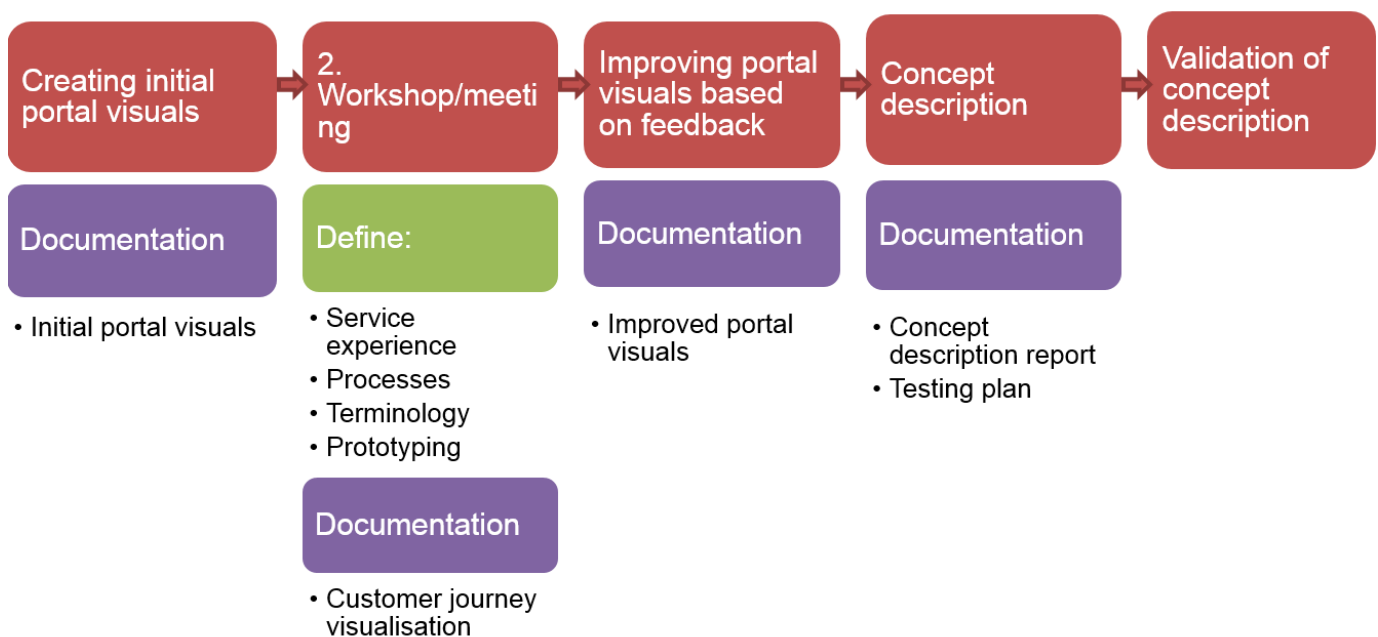 Creating initial
portal visuals
2.
Workshop/meeti
ng
Improving portal
visuals based
on feedback
Concept
description
Validation of
concept
description
Documentation
• Initial portal visuals
Define:
• Service
experience
• Processes
• Terminology
• Prototyping
Documentation
• Customer journey
visualisation
Documentation
• Improved portal
visuals
Documentation
• Concept
description report
• Testing plan